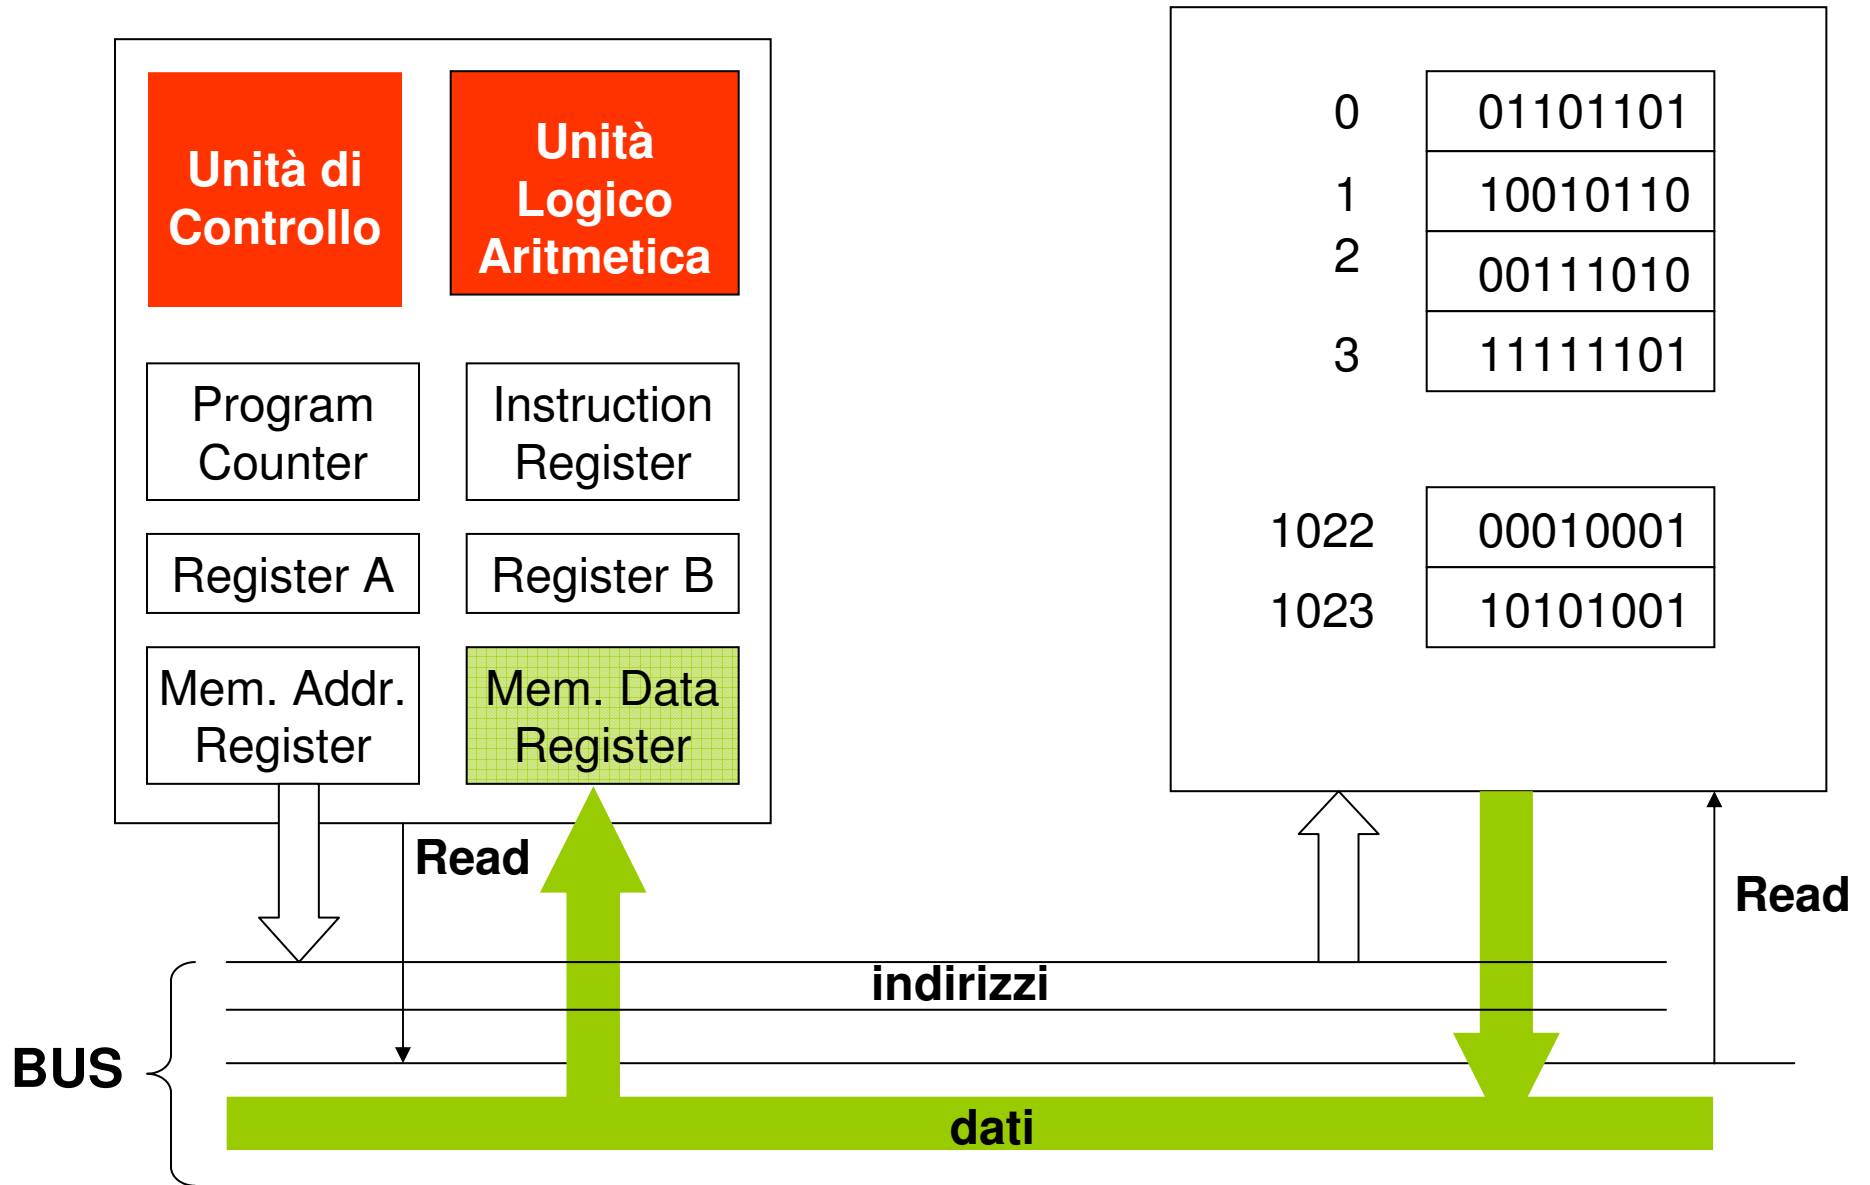 Unità di
Controllo
Unità
Logico
Aritmetica
Program
Counter
Instruction
Register
Register A
Register B
Mem. Addr.
Register
Mem. Data
Register
0 01101101
1 10010110
2 00111010
3 11111101
1022 00010001
1023 10101001
Read
Read
indirizzi
BUS
dati